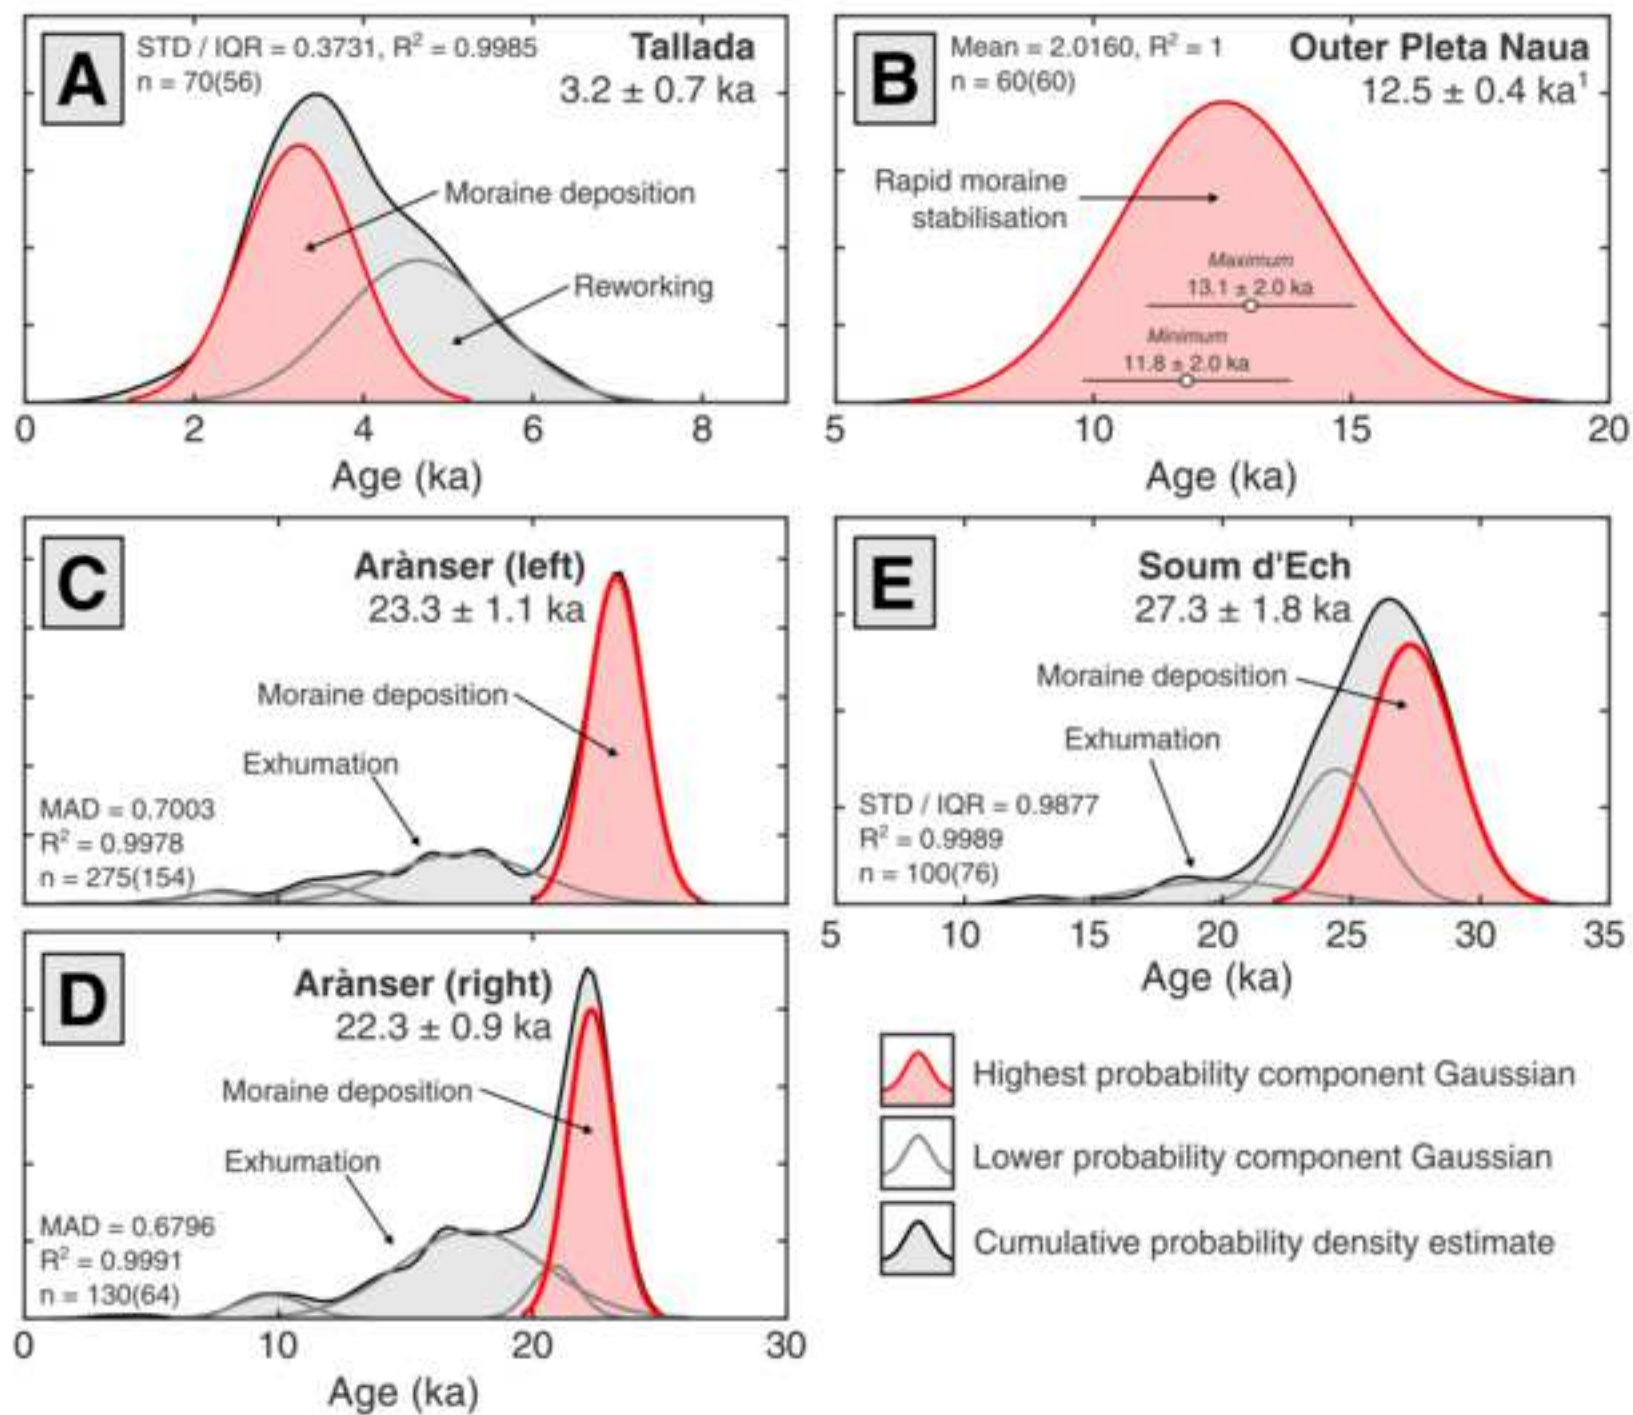 A
STD / IQR = 0.3731, R² = 0.9985
n = 70(56)
Tallada
3.2 ± 0.7 ka
Moraine deposition
Reworking
0 2 4 6 8
Age (ka)
B
Mean = 2.0160, R² = 1
n = 60(60)
Outer Pleta Naua
12.5 ± 0.4 ka¹
Rapid moraine
stabilisation
Maximum
13.1 ± 2.0 ka
Minimum
11.8 ± 2.0 ka
5 10 15 20
Age (ka)
C
Arànser (left)
23.3 ± 1.1 ka
Moraine deposition
Exhumation
MAD = 0.7003
R² = 0.9978
n = 275(154)
D
Arànser (right)
22.3 ± 0.9 ka
Moraine deposition
Exhumation
MAD = 0.6796
R² = 0.9991
n = 130(64)
0 10 20 30
Age (ka)
E
Soum d'Ech
27.3 ± 1.8 ka
Moraine deposition
Exhumation
STD / IQR = 0.9877
R² = 0.9989
n = 100(76)
5 10 15 20 25 30 35
Age (ka)
Highest probability component Gaussian
Lower probability component Gaussian
Cumulative probability density estimate